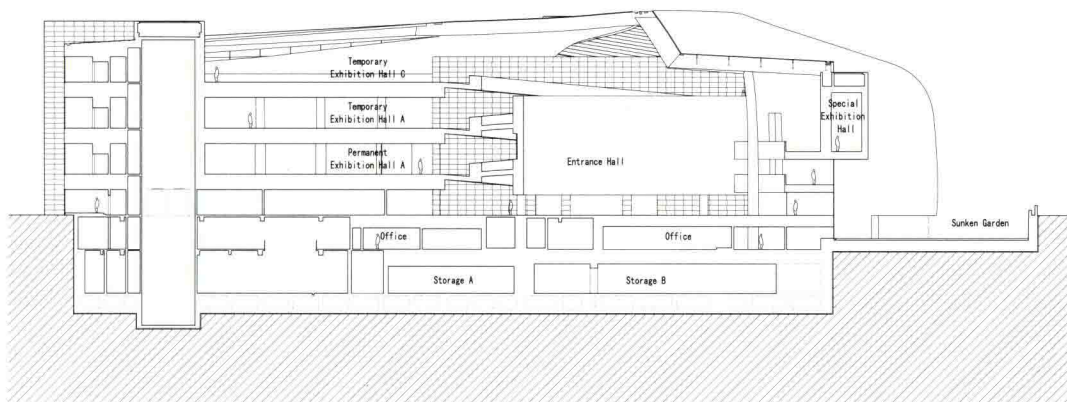 Temporary
Exhibition Hall C
Temporary
Exhibition Hall A
Permanent
Exhibition Hall A
Entrance Hall
Special
Exhibition
Hall
Sunken Garden
Office
Office
Storage A
Storage B